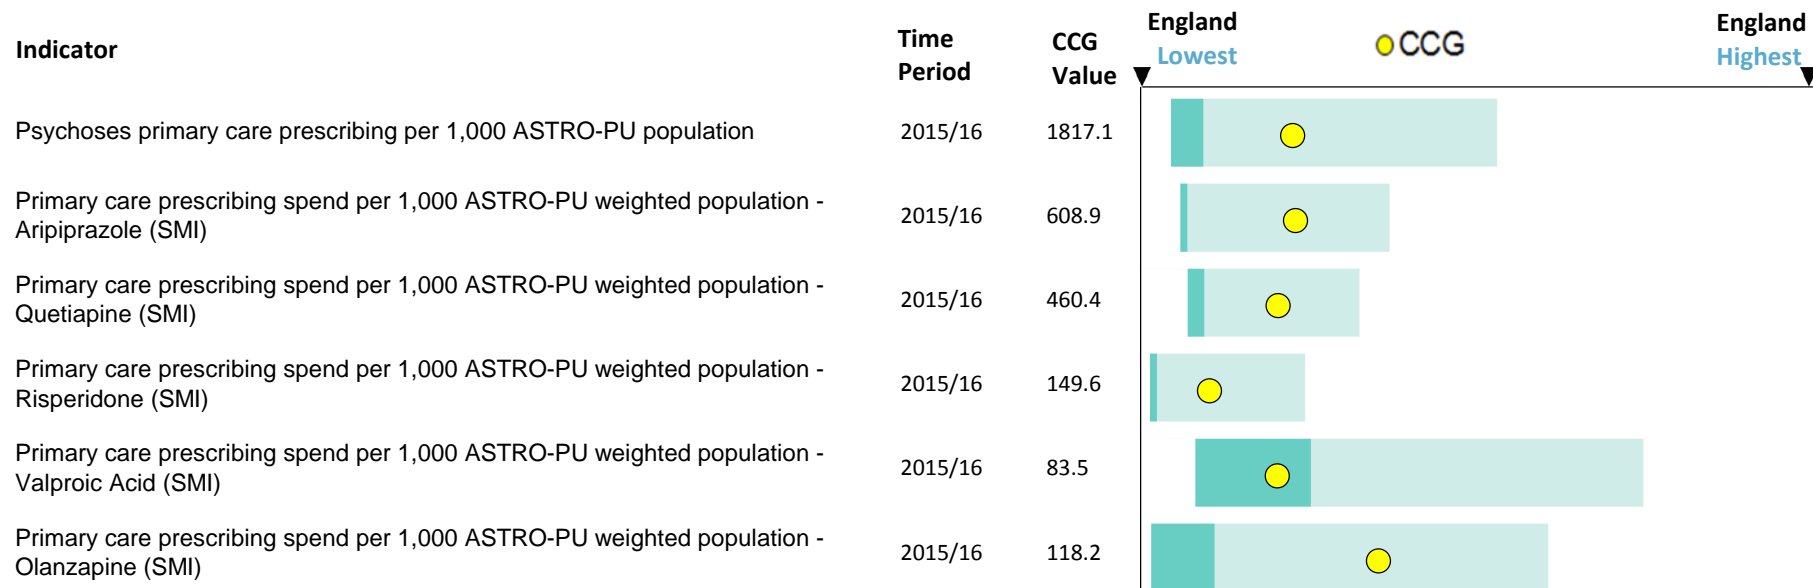 Indicator
Time
Period
CCG
Value
England
Lowest
CCG
England
Highest
Psychoses primary care prescribing per 1,000 ASTRO-PU population
2015/16
1817.1
Primary care prescribing spend per 1,000 ASTRO-PU weighted population -
Aripiprazole (SMI)
2015/16
608.9
Primary care prescribing spend per 1,000 ASTRO-PU weighted population -
Quetiapine (SMI)
2015/16
460.4
Primary care prescribing spend per 1,000 ASTRO-PU weighted population -
Risperidone (SMI)
2015/16
149.6
Primary care prescribing spend per 1,000 ASTRO-PU weighted population -
Valproic Acid (SMI)
2015/16
83.5
Primary care prescribing spend per 1,000 ASTRO-PU weighted population -
Olanzapine (SMI)
2015/16
118.2